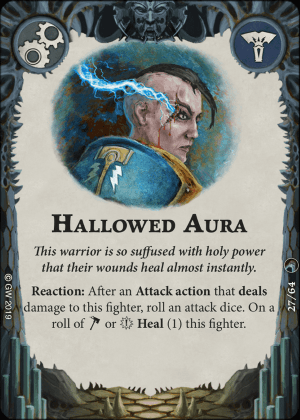 HALLOWED AURA
This warrior is so suffused with holy power
that their wounds heal almost instantly.
Reaction: After an Attack action that deals
damage to this fighter, roll an attack dice. On a
roll of or Heal (1) this fighter.
© GW 2019
27/64